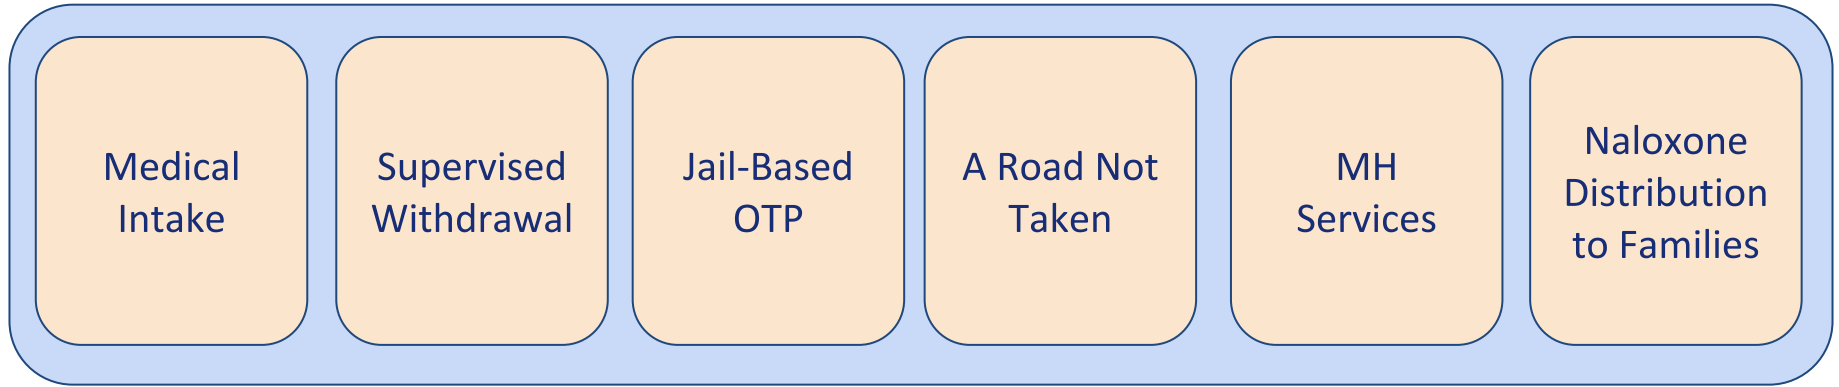 Medical
Intake
Supervised
Withdrawal
Jail-Based
OTP
A Road Not
Taken
MH
Services
Naloxone
Distribution
to Families